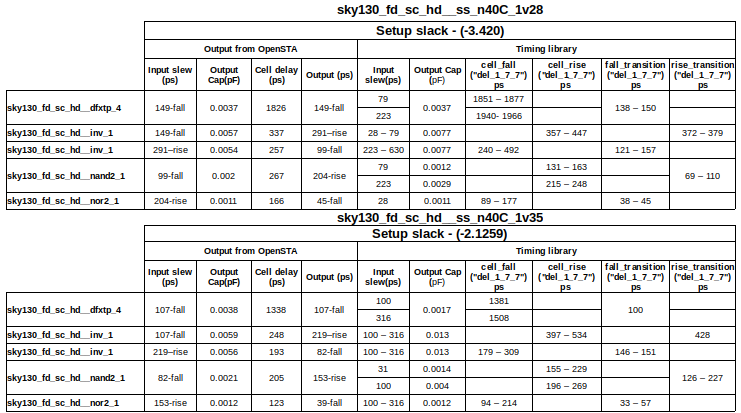 sky130_fd_sc_hd__ss_n40C_1v28
Setup slack - (-3.420)
Output from OpenSTA Timing library
Input slew (ps) Output Cap(pF) Cell delay (ps) Output (ps) Input slew(ps) Output Cap (pF) cell_fall ("del_1_7_7") ps cell_rise ("del_1_7_7") ps fall_transition ("del_1_7_7") ps rise_transition ("del_1_7_7") ps
sky130_fd_sc_hd__dfxtp_4 149-fall 0.0037 1826 149-fall 79 0.0037 1851 – 1877 138 – 150
223 1940- 1966
sky130_fd_sc_hd__inv_1 149-fall 0.0057 337 291–rise 28 – 79 0.0077 357 – 447 372 – 379
sky130_fd_sc_hd__inv_1 291–rise 0.0054 257 99-fall 223 – 630 0.0077 240 – 492 121 – 157
sky130_fd_sc_hd__nand2_1 99-fall 0.002 267 204-rise 79 0.0012 131 – 163 69 – 110
223 0.0029 215 – 248
sky130_fd_sc_hd__nor2_1 204-rise 0.0011 166 45-fall 28 0.0011 89 – 177 38 – 45
sky130_fd_sc_hd__ss_n40C_1v35
Setup slack - (-2.1259)
Output from OpenSTA Timing library
Input slew (ps) Output Cap(pF) Cell delay (ps) Output (ps) Input slew(ps) Output Cap (pF) cell_fall ("del_1_7_7") ps cell_rise ("del_1_7_7") ps fall_transition ("del_1_7_7") ps rise_transition ("del_1_7_7") ps
sky130_fd_sc_hd__dfxtp_4 107-fall 0.0038 1338 107-fall 100 0.0017 1381 100
316 1508
sky130_fd_sc_hd__inv_1 107-fall 0.0059 248 219–rise 100 – 316 0.013 397 – 534 428
sky130_fd_sc_hd__inv_1 219–rise 0.0056 193 82-fall 100 – 316 0.013 179 – 309 146 – 151
sky130_fd_sc_hd__nand2_1 82-fall 0.0021 205 153-rise 31 0.0014 155 – 229 126 – 227
100 0.004 196 – 269
sky130_fd_sc_hd__nor2_1 153-rise 0.0012 123 39-fall 100 – 316 0.0012 94 – 214 33 – 57